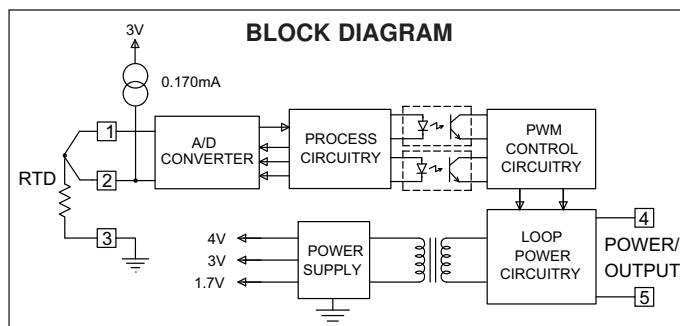 BLOCK DIAGRAM
3V
0.170mA
1
A/D
CONVERTER
PROCESS
CIRCUITRY
PWM
CONTROL
CIRCUITRY
2
RTD
3
4V
3V
1.7V
POWER
SUPPLY
LOOP
POWER
CIRCUITRY
4
POWER/
OUTPUT
5